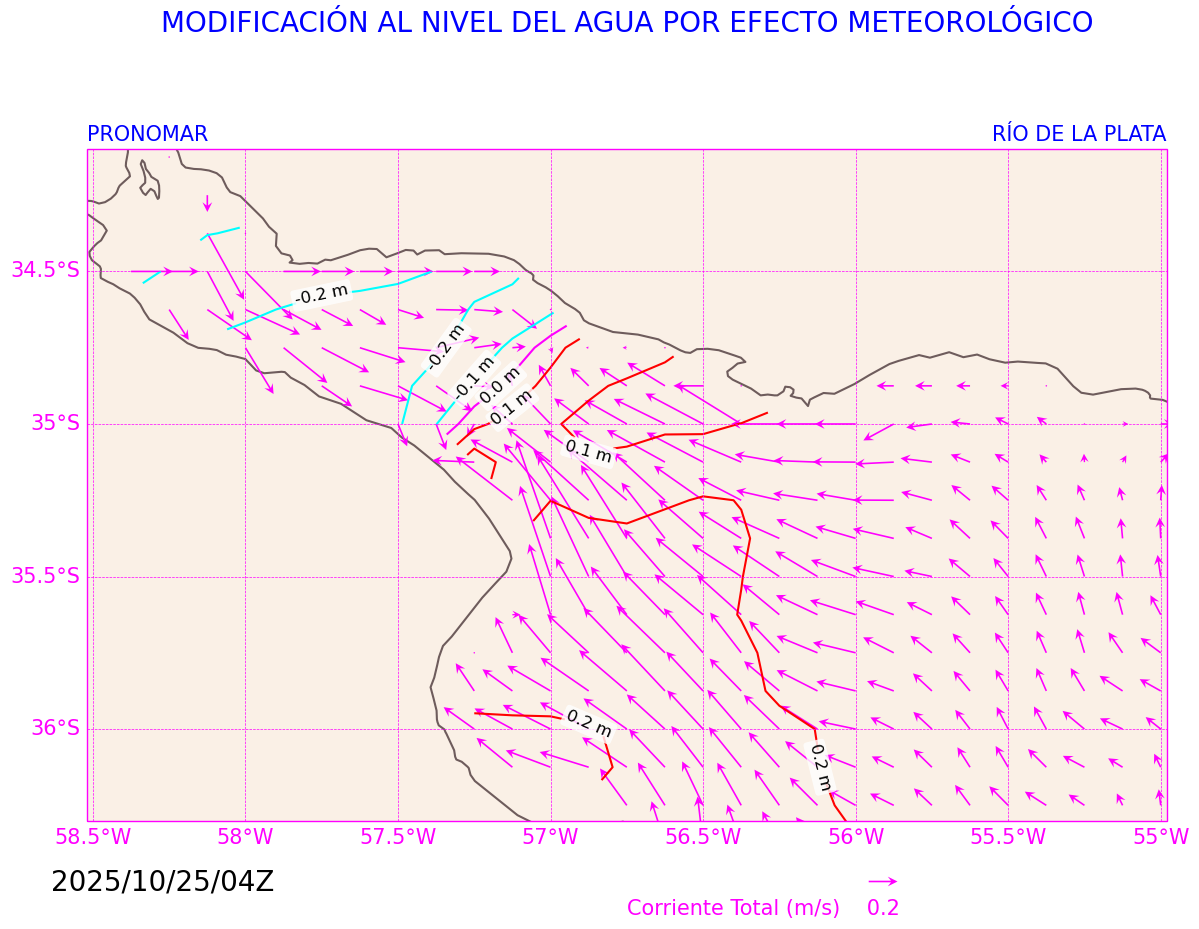 MODIFICACIÓN AL NIVEL DEL AGUA POR EFECTO METEOROLÓGICO
PRONOMAR
RÍO DE LA PLATA
34.5°S
-0.2 m
-0.2 m
-0.1 m
0.0 m
0.1 m
35°S
0.1 m
35.5°S
36°S
0.2 m
0.2 m
58.5°W
58°W
57.5°W
57°W
56.5°W
56°W
55.5°W
55°W
2025/10/25/04Z
Corriente Total (m/s)
0.2